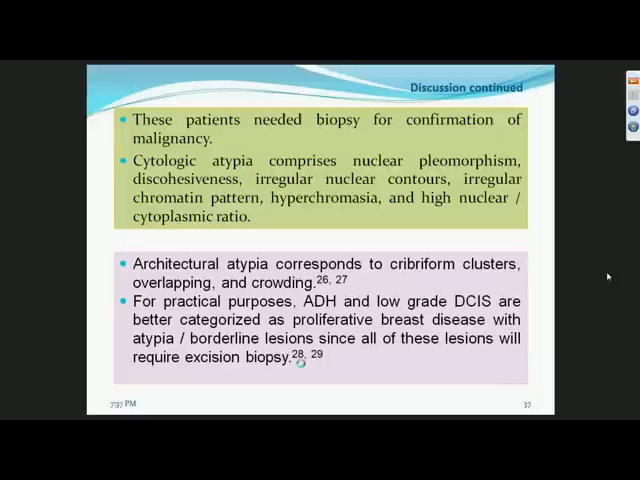 Discussion continued
• These patients needed biopsy for confirmation of
malignancy.
• Cytologic atypia comprises nuclear pleomorphism,
discohesiveness, irregular nuclear contours, irregular
chromatin pattern, hyperchromasia, and high nuclear /
cytoplasmic ratio.
• Architectural atypia corresponds to cribriform clusters,
overlapping, and crowding.26, 27
• For practical purposes, ADH and low grade DCIS are
better categorized as proliferative breast disease with
atypia / borderline lesions since all of these lesions will
require excision biopsy.28, 29
7:37 PM
37